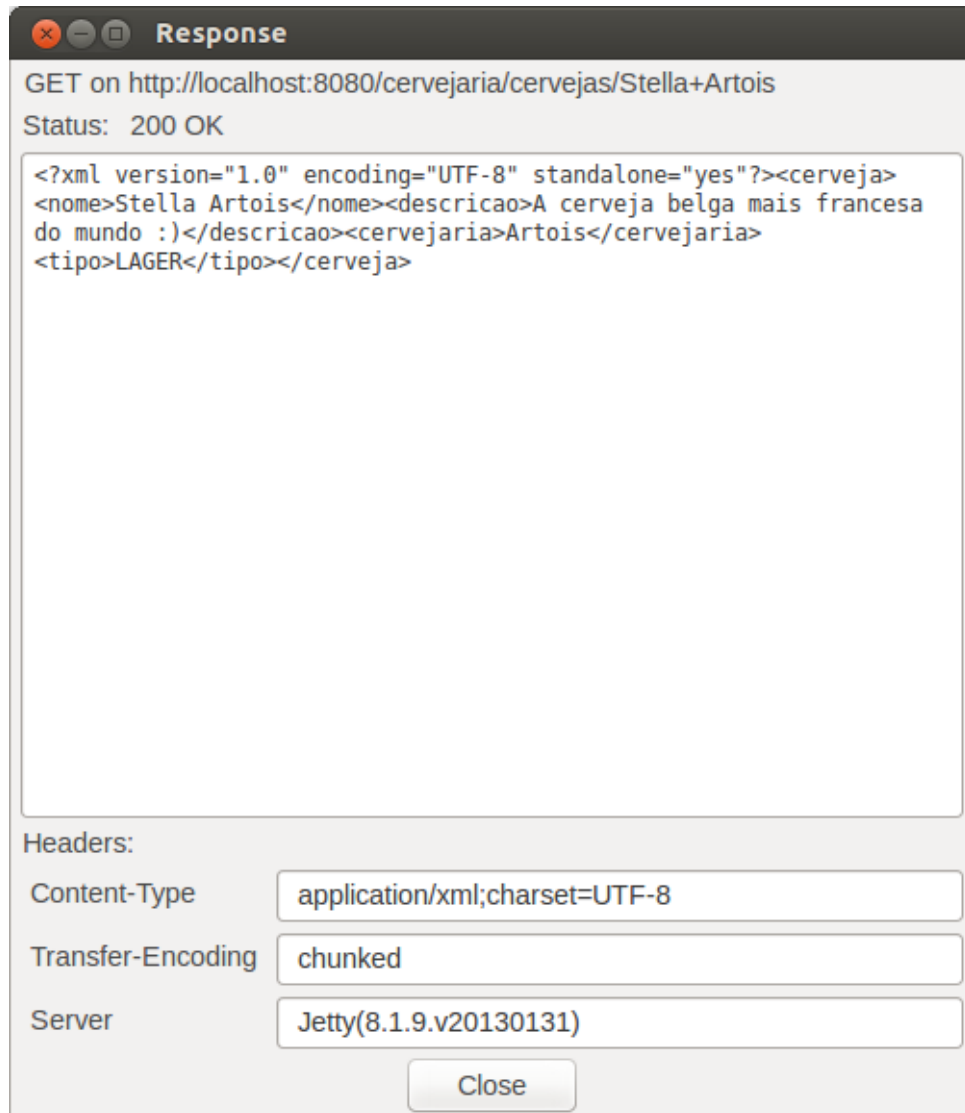 Response
GET on http://localhost:8080/cervejaria/cervejas/Stella+Artois
Status: 200 OK
<?xml version="1.0" encoding="UTF-8" standalone="yes"?><cerveja>
<nome>Stella Artois</nome><descricao>A cerveja belga mais francesa
do mundo :)</descricao><cervejaria>Artois</cervejaria>
<tipo>LAGER</tipo></cerveja>
Headers:
Content-Type application/xml;charset=UTF-8
Transfer-Encoding chunked
Server Jetty(8.1.9.v20130131)
Close